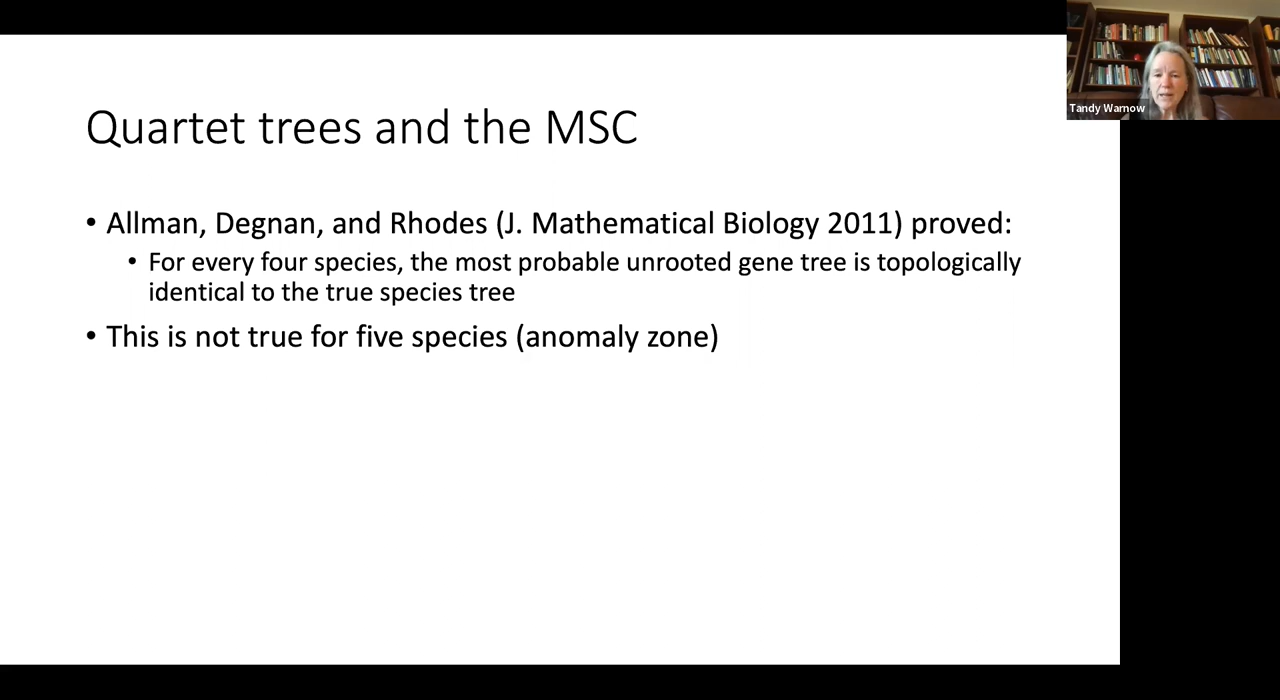 Quartet trees and the MSC
• Allman, Degnan, and Rhodes (J. Mathematical Biology 2011) proved:
• For every four species, the most probable unrooted gene tree is topologically
identical to the true species tree
• This is not true for five species (anomaly zone)
Tandy Warnow